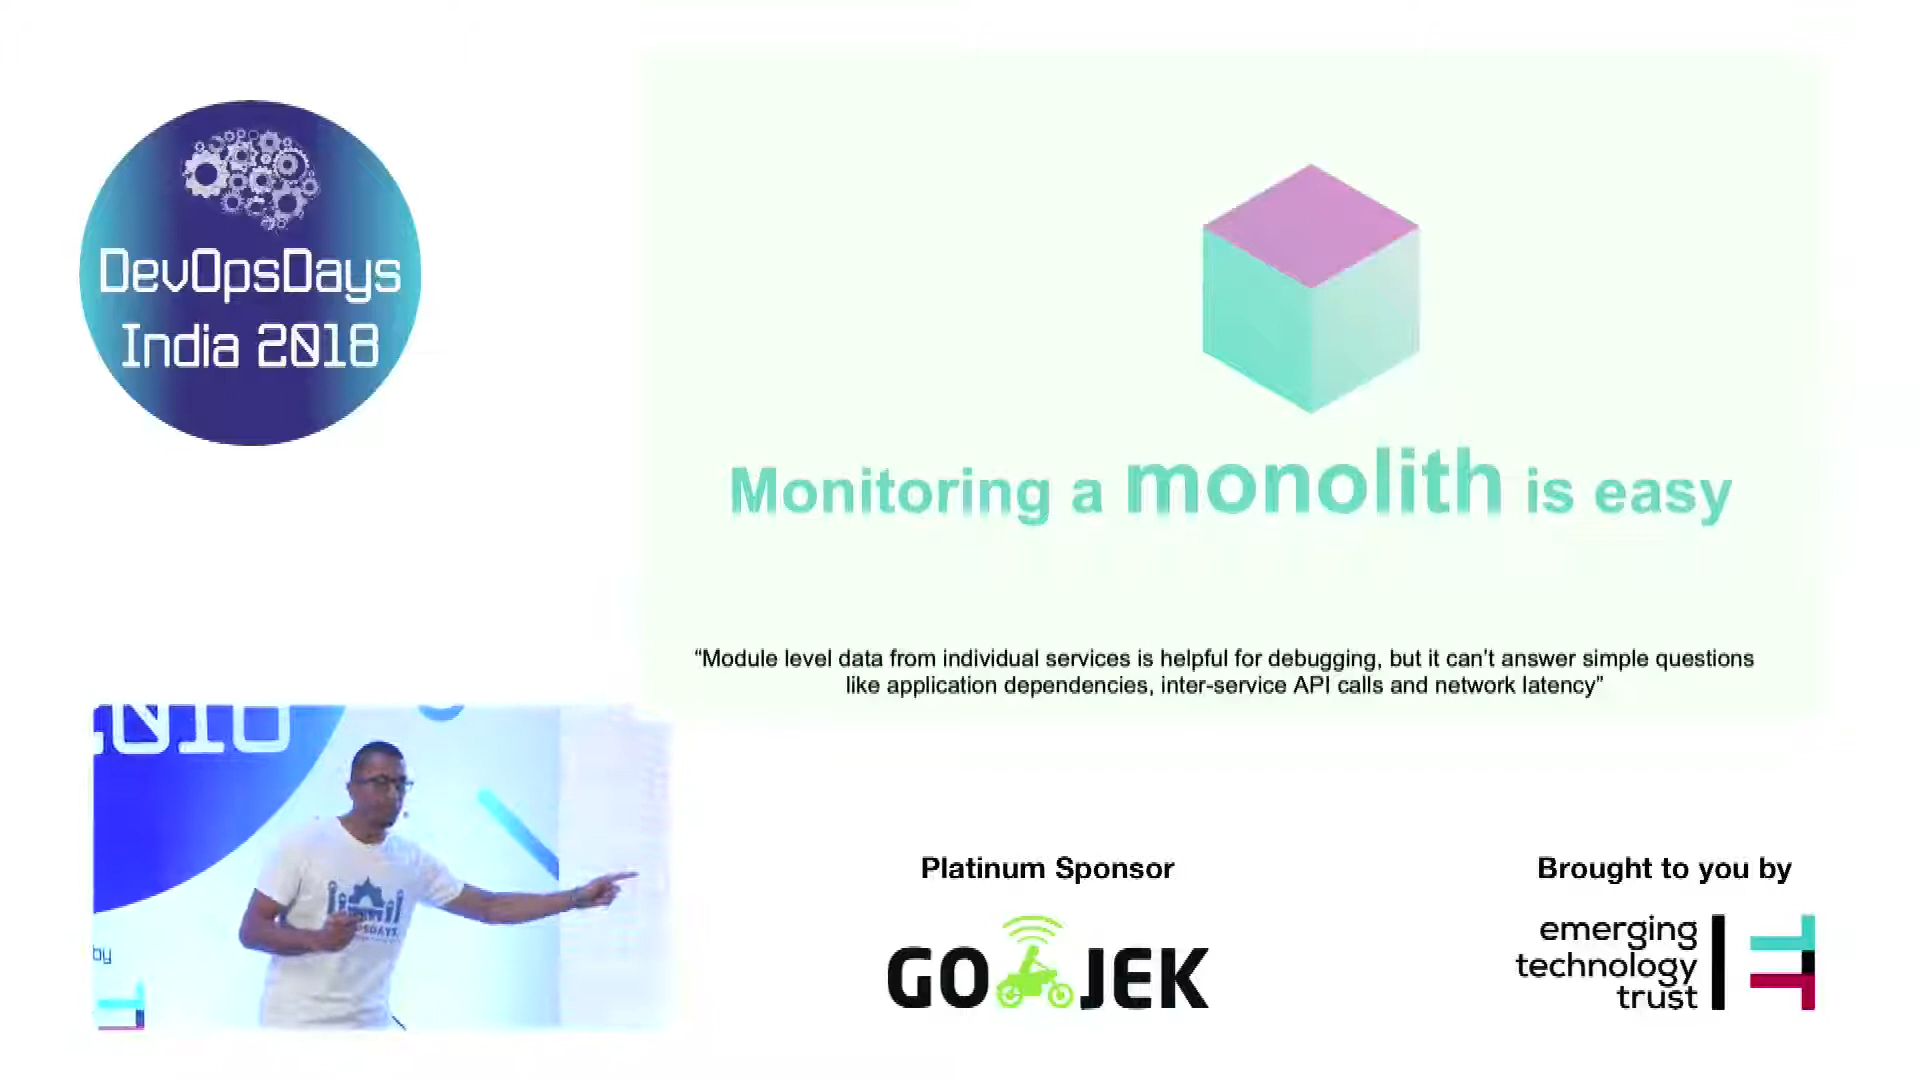 DevOpsDays
India 2018
Monitoring a monolith is easy
“Module level data from individual services is helpful for debugging, but it can't answer simple questions
like application dependencies, inter-service API calls and network latency”
2018
by
Platinum Sponsor
GO JEK
Brought to you by
emerging
technology
trust